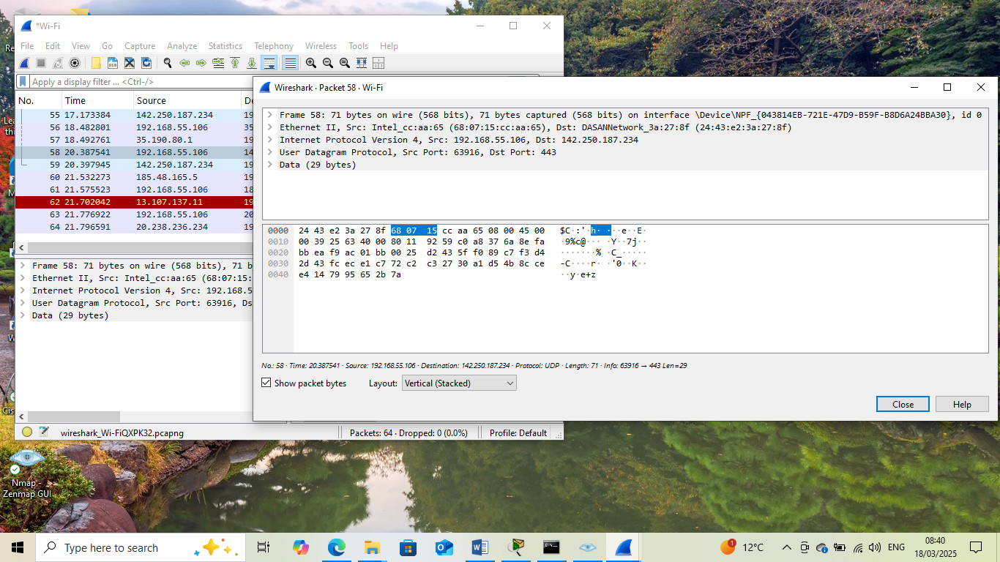 *Wi-Fi
File Edit View Go Capture Analyze Statistics Telephony Wireless Tools Help
Apply a display filter … <Ctrl-/>
No. Time Source
55 17.173384 142.250.187.234 19
56 18.482801 192.168.55.106 35
57 18.492761 35.190.80.1 19
58 20.387541 192.168.55.106 14
59 20.397945 142.250.187.234 19
60 21.532273 185.48.165.5 19
61 21.575523 192.168.55.106 18
62 21.702042 13.107.137.11 19
63 21.776922 192.168.55.106 20
64 21.796591 20.238.236.234 19
Frame 58: 71 bytes on wire (568 bits), 71 b
Ethernet II, Src: Intel_cc:aa:65 (68:07:15:
Internet Protocol Version 4, Src: 192.168.5
User Datagram Protocol, Src Port: 63916, Ds
Data (29 bytes)
wireshark_Wi-FiQXPK32.pcapng Packets: 64 · Dropped: 0 (0.0%) Profile: Default
Wireshark · Packet 58 · Wi-Fi
Frame 58: 71 bytes on wire (568 bits), 71 bytes captured (568 bits) on interface \Device\NPF_{043814EB-721E-47D9-B59F-B8D6A24BBA30}, id 0
Ethernet II, Src: Intel_cc:aa:65 (68:07:15:cc:aa:65), Dst: DASANNetwork_3a:27:8f (24:43:e2:3a:27:8f)
Internet Protocol Version 4, Src: 192.168.55.106, Dst: 142.250.187.234
User Datagram Protocol, Src Port: 63916, Dst Port: 443
Data (29 bytes)
0000 24 43 e2 3a 27 8f 68 07 15 cc aa 65 08 00 45 00 $C·:'·h· ···e··E·
0010 00 39 25 63 40 00 80 11 92 59 c0 a8 37 6a 8e fa ·9%c@··· ·Y··7j··
0020 bb ea f9 ac 01 bb 00 25 d2 43 5f f0 89 c7 f3 d4 ·······% ·C_·····
0030 2d 43 fc ec e1 c7 72 c2 c3 27 30 a1 d5 4b 8c ce -C····r· ·'0··K··
0040 e4 14 79 95 65 2b 7a ··y·e+z
No.: 58 · Time: 20.387541 · Source: 192.168.55.106 · Destination: 142.250.187.234 · Protocol: UDP · Length: 71 · Info: 63916 → 443 Len=29
Show packet bytes Layout: Vertical (Stacked)
Close Help
Nmap -
Zenmap GUI
Type here to search
1 12°C ENG 08:40
18/03/2025